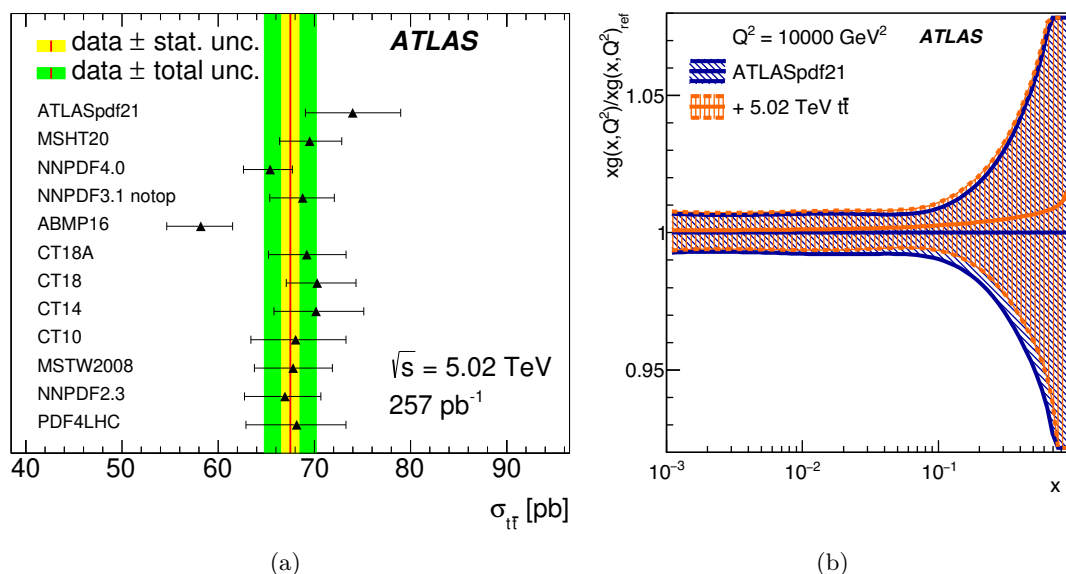 data ± stat. unc.
data ± total unc.
ATLAS
ATLASpdf21
MSHT20
NNPDF4.0
NNPDF3.1 notop
ABMP16
CT18A
CT18
CT14
CT10
MSTW2008
NNPDF2.3
PDF4LHC
√s = 5.02 TeV
257 pb⁻¹
40 50 60 70 80 90
σ_{tt̄} [pb]
(a)
Q² = 10000 GeV² ATLAS
ATLASpdf21
+ 5.02 TeV tt̄
xg(x,Q²)/xg(x,Q²)_{ref}
1.05
1
0.95
10⁻³ 10⁻² 10⁻¹
x
(b)